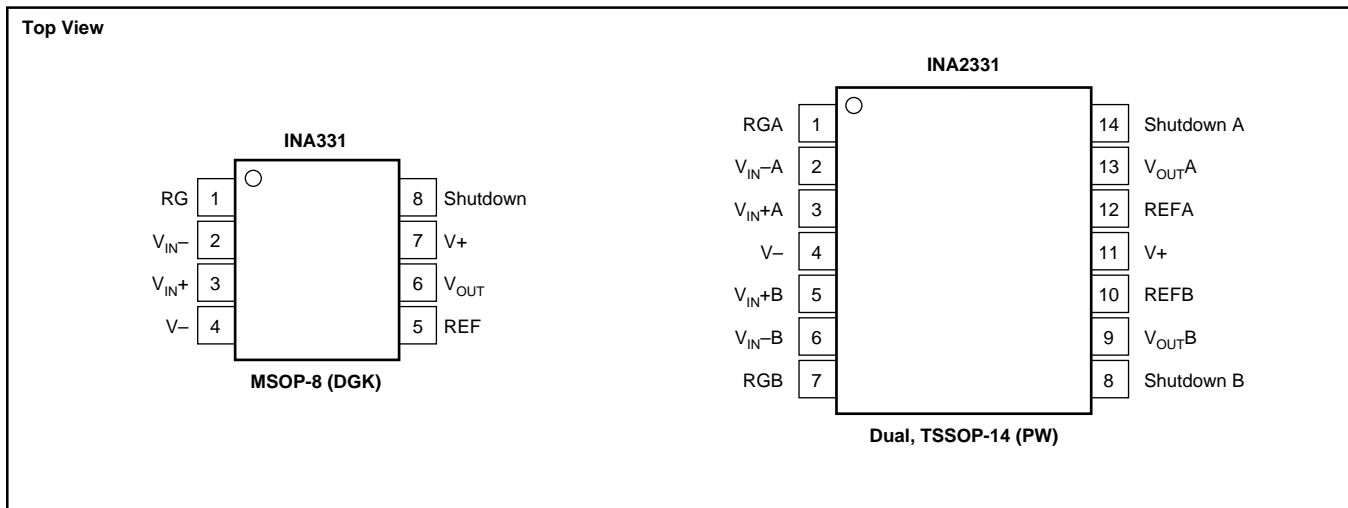 Top View
INA331
RG 1 8 Shutdown
V_IN– 2 7 V+
V_IN+ 3 6 V_OUT
V– 4 5 REF
MSOP-8 (DGK)
INA2331
RGA 1 14 Shutdown A
V_IN–A 2 13 V_OUTA
V_IN+A 3 12 REFA
V– 4 11 V+
V_IN+B 5 10 REFB
V_IN–B 6 9 V_OUTB
RGB 7 8 Shutdown B
Dual, TSSOP-14 (PW)